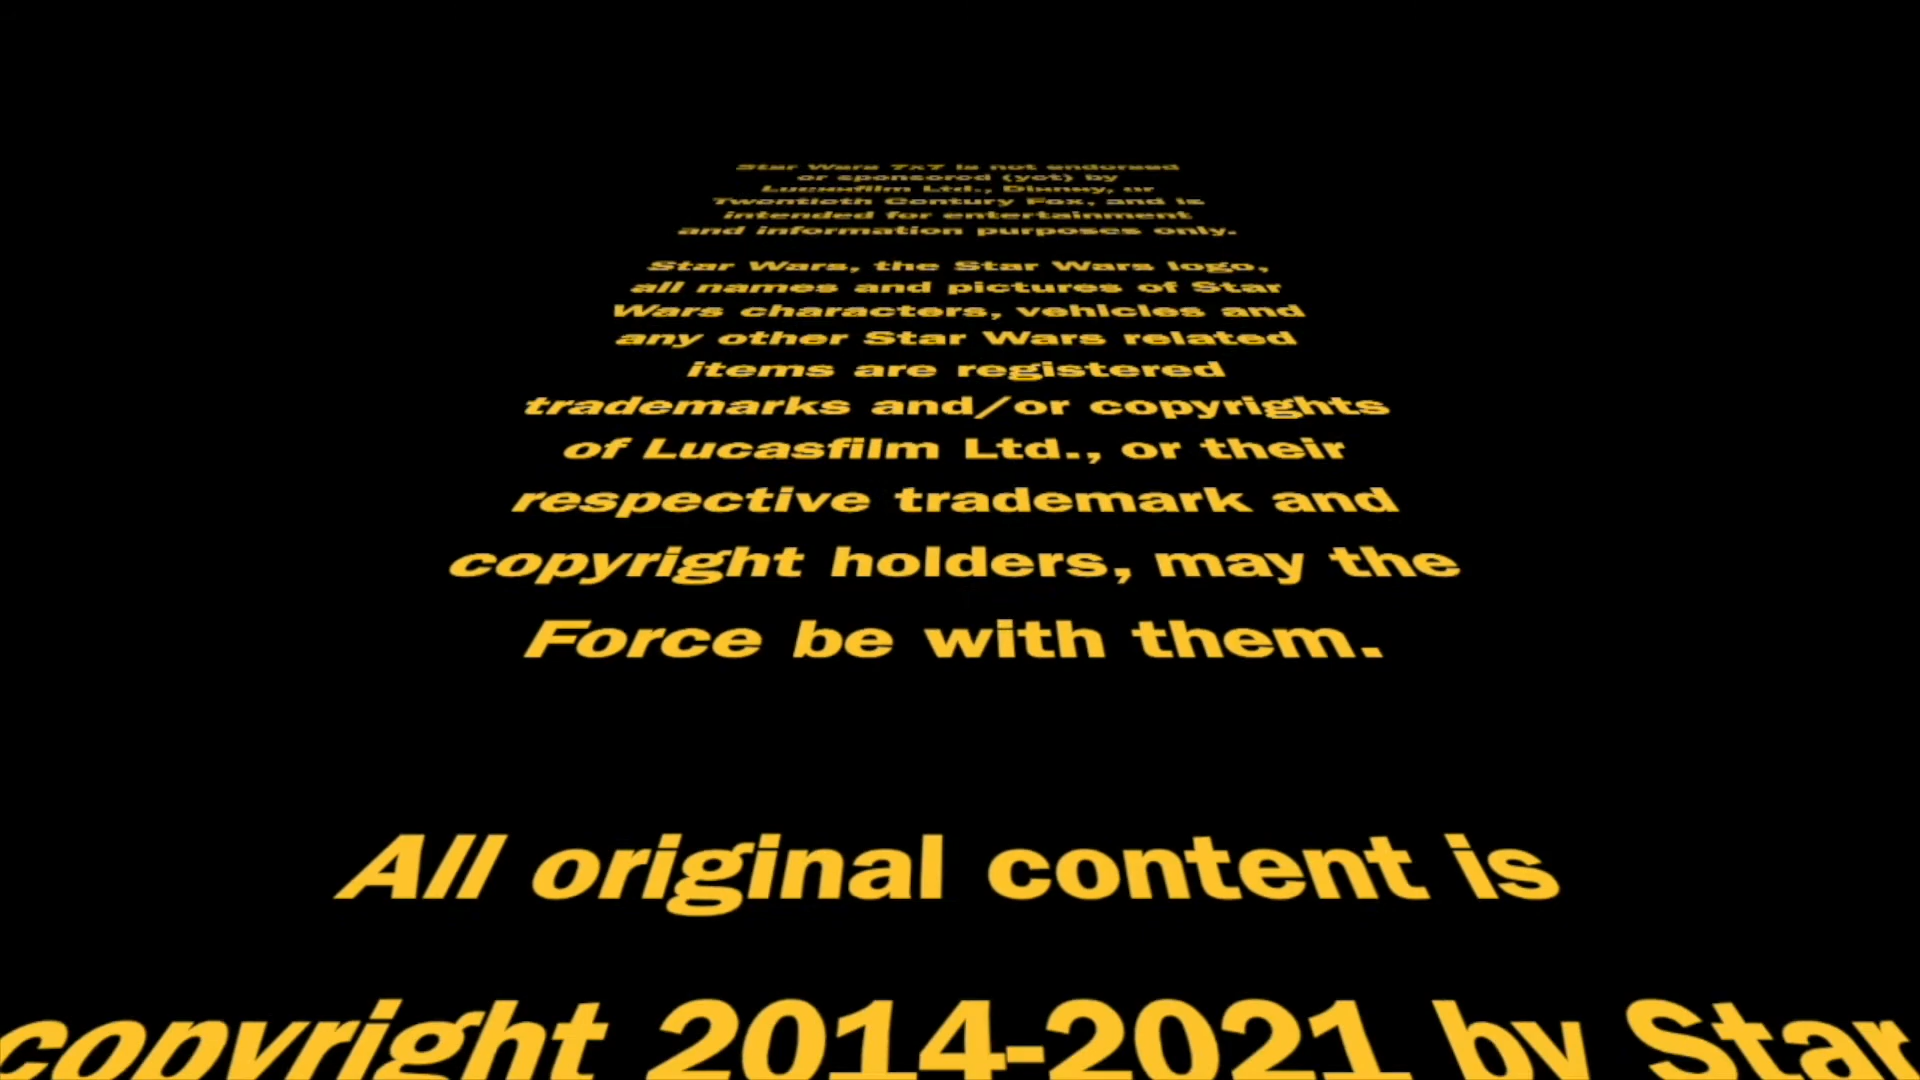 Star Wars 7x7 is not endorsed
or sponsored (yet) by
Lucasfilm Ltd., Disney, or
Twentieth Century Fox, and is
intended for entertainment
and information purposes only.
Star Wars, the Star Wars logo,
all names and pictures of Star
Wars characters, vehicles and
any other Star Wars related
items are registered
trademarks and/or copyrights
of Lucasfilm Ltd., or their
respective trademark and
copyright holders, may the
Force be with them.
All original content is
copyright 2014-2021 by Star